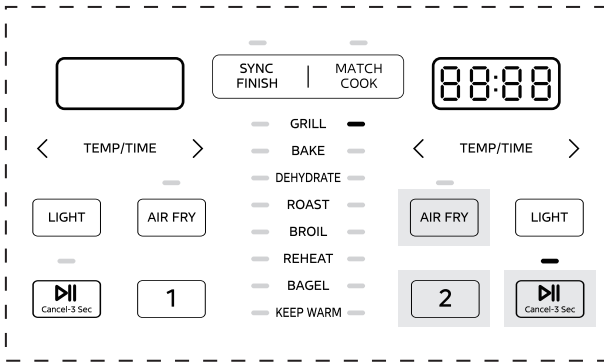 SYNC FINISH | MATCH COOK
88:88
GRILL
< TEMP/TIME >
BAKE
< TEMP/TIME >
DEHYDRATE
ROAST
LIGHT
AIR FRY
AIR FRY
LIGHT
BROIL
REHEAT
BAGEL
Cancel-3 Sec
1
2
Cancel-3 Sec
KEEP WARM